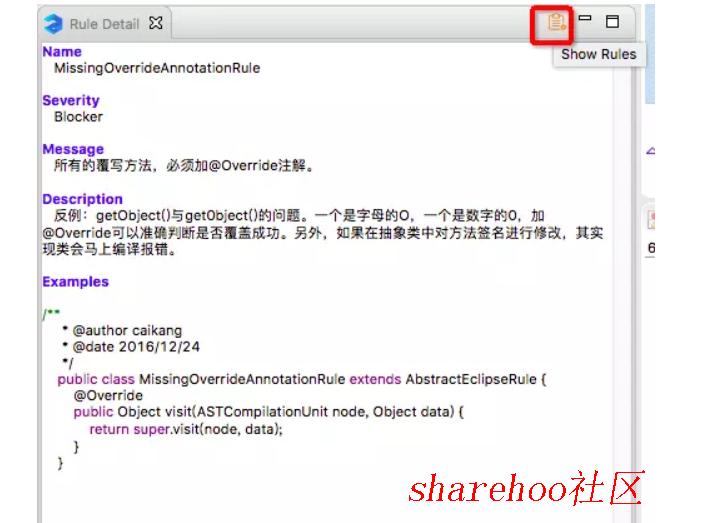 Rule Detail
Show Rules
Name
MissingOverrideAnnotationRule
Severity
Blocker
Message
所有的覆写方法，必须加@Override注解。
Description
反例：getObject()与get0bject()的问题。一个是字母的O，一个是数字的0，加
@Override可以准确判断是否覆盖成功。另外，如果在抽象类中对方法签名进行修改，其实
现类会马上编译报错。
Examples
/**
* @author caikang
* @date 2016/12/24
*/
public class MissingOverrideAnnotationRule extends AbstractEclipseRule {
@Override
public Object visit(ASTCompilationUnit node, Object data) {
return super.visit(node, data);
}
}
6
sharehoo社区